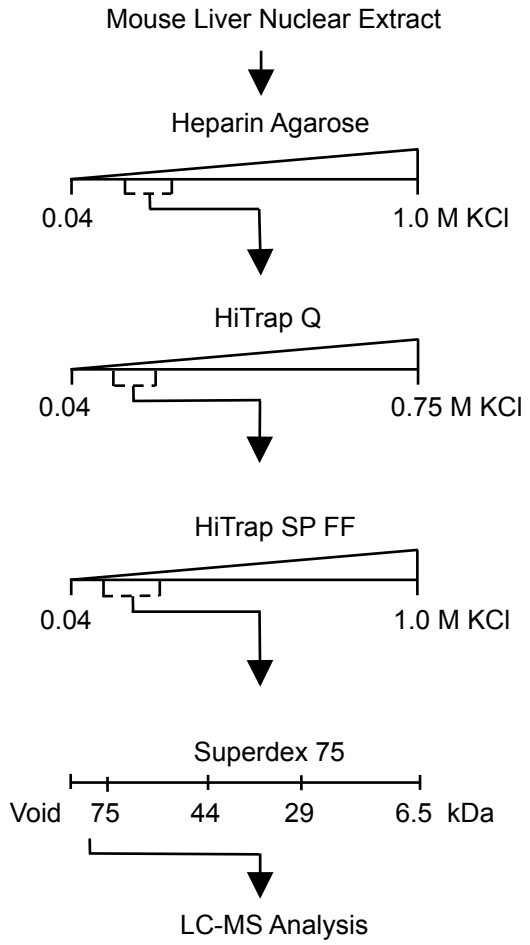 Mouse Liver Nuclear Extract
Heparin Agarose
0.04 1.0 M KCl
HiTrap Q
0.04 0.75 M KCl
HiTrap SP FF
0.04 1.0 M KCl
Superdex 75
Void 75 44 29 6.5 kDa
LC-MS Analysis